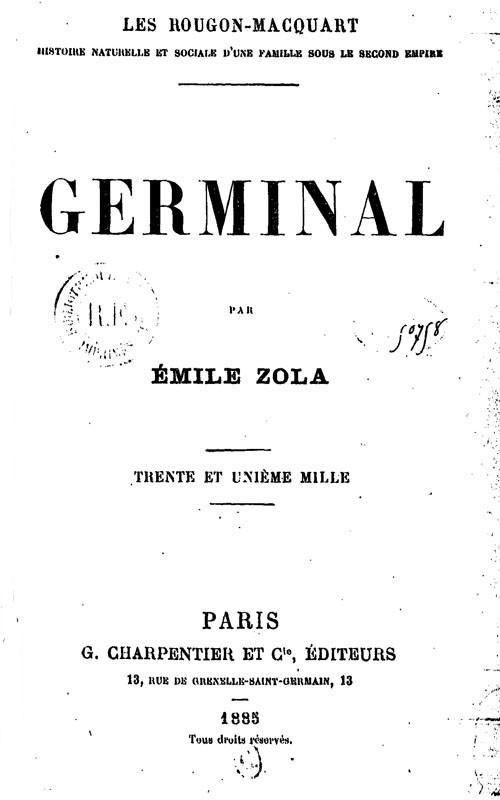 LES ROUGON-MACQUART
HISTOIRE NATURELLE ET SOCIALE D'UNE FAMILLE SOUS LE SECOND EMPIRE
GERMINAL
PAR
R.F.
50758
ÉMILE ZOLA
TRENTE ET UNIÈME MILLE
PARIS
G. CHARPENTIER ET Cie, ÉDITEURS
13, RUE DE GRENELLE-SAINT-GERMAIN, 13
1885
Tous droits réservés.